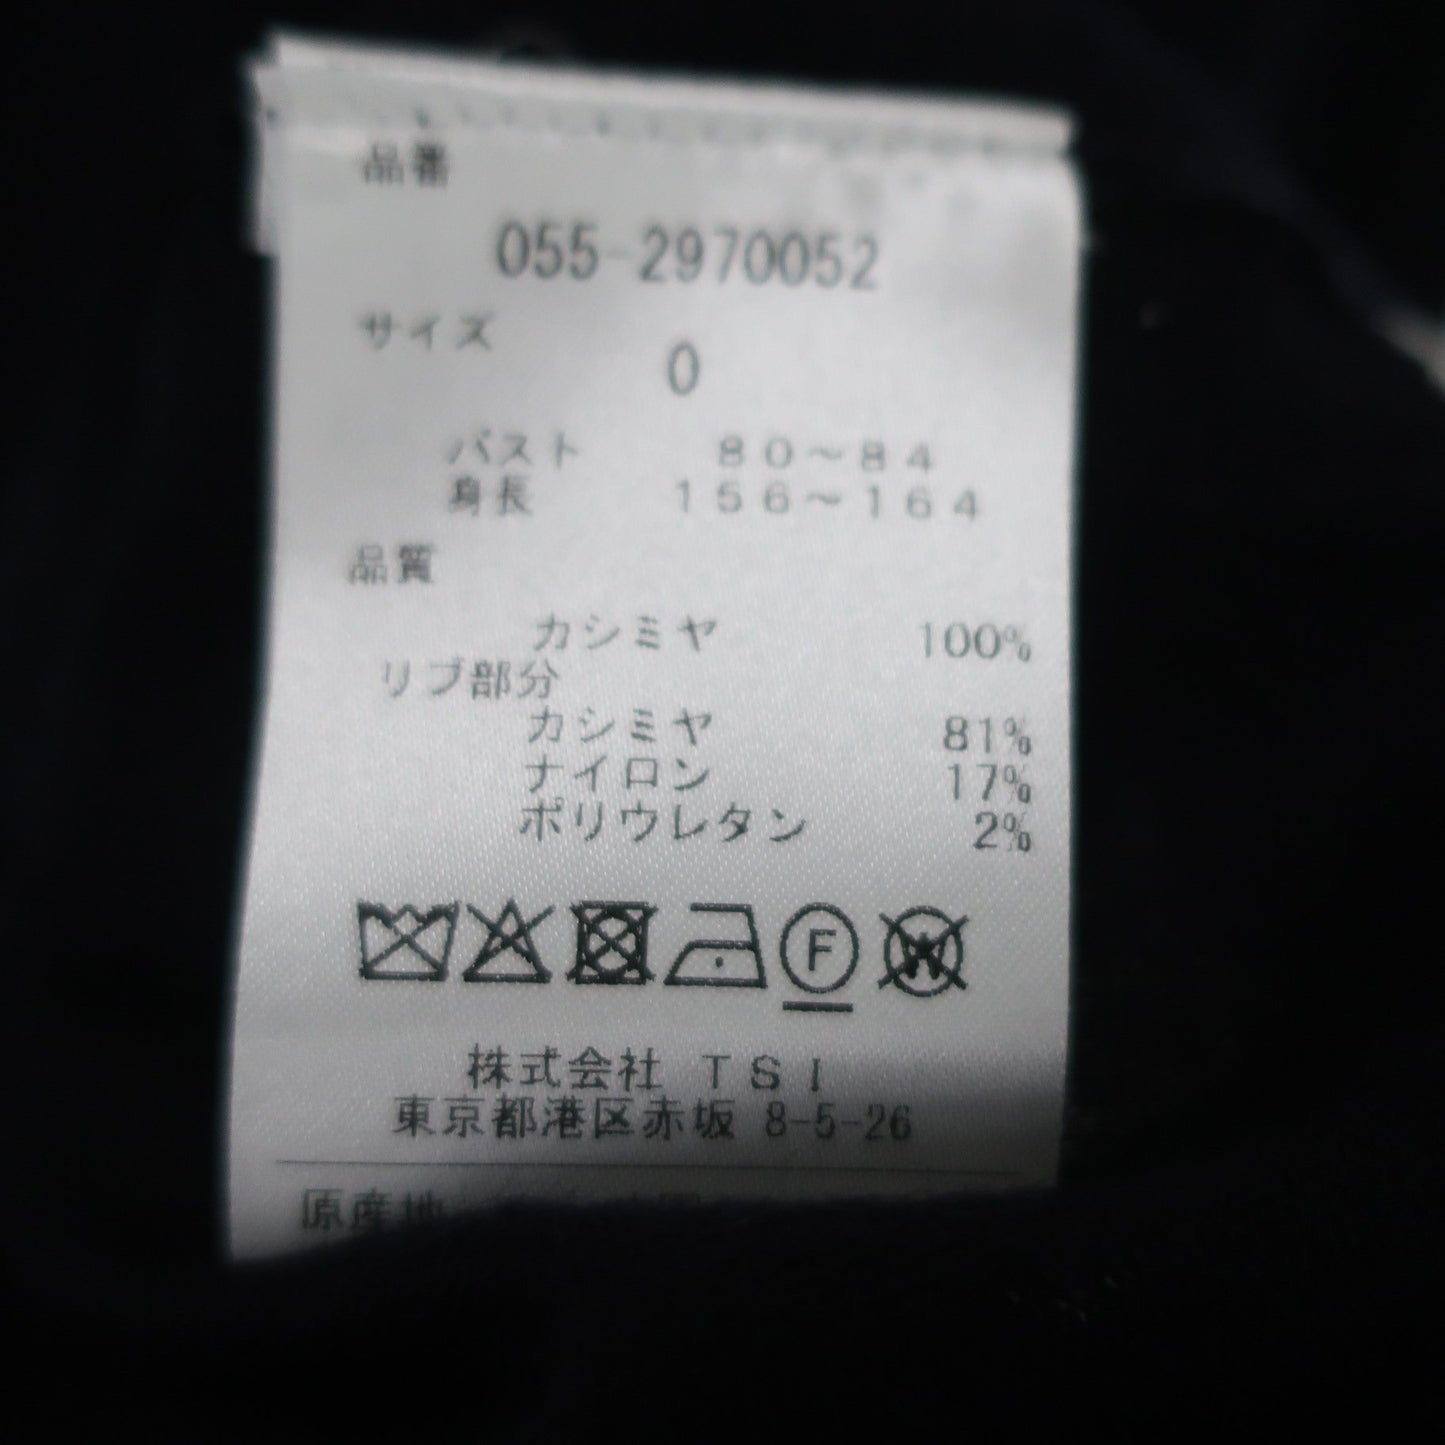 品番
055-2970052
サイズ
0
バスト 80～84
身長 156～164
品質
カシミヤ 100%
リブ部分
カシミヤ 81%
ナイロン 17%
ポリウレタン 2%
F W
株式会社 TSI
東京都港区赤坂 8-5-26
原産地